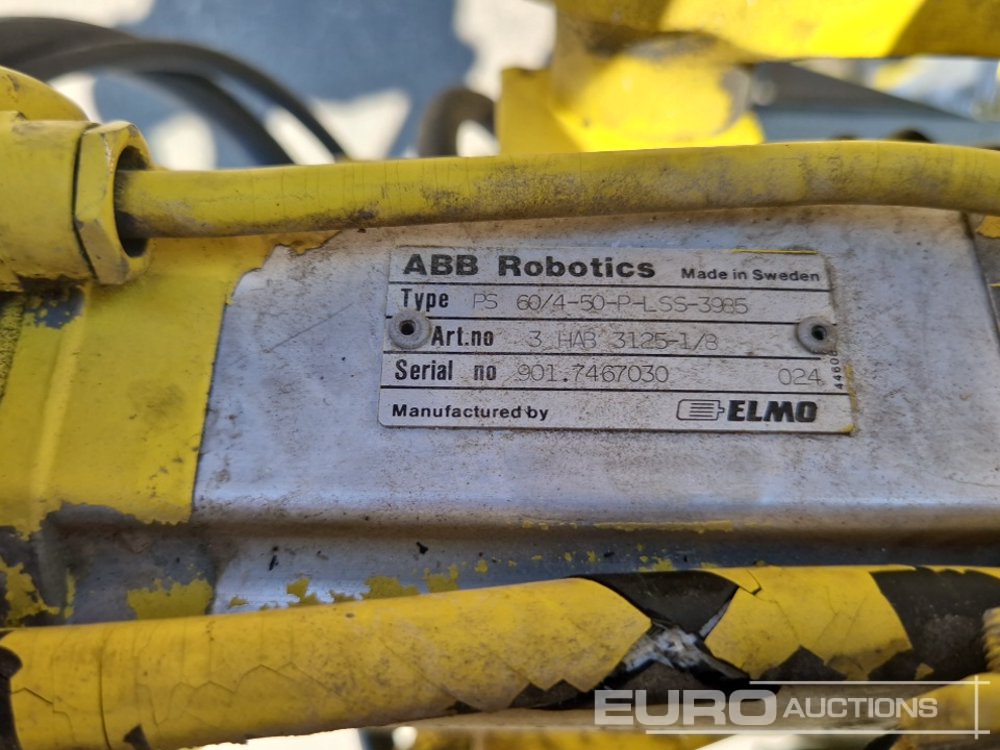 ABB Robotics Made in Sweden
Type PS 60/4-50-P-LSS-3985
Art.no 3 HAB 3125-1/8
Serial no 901.7467030 024
Manufactured by ELMO
EURO AUCTIONS